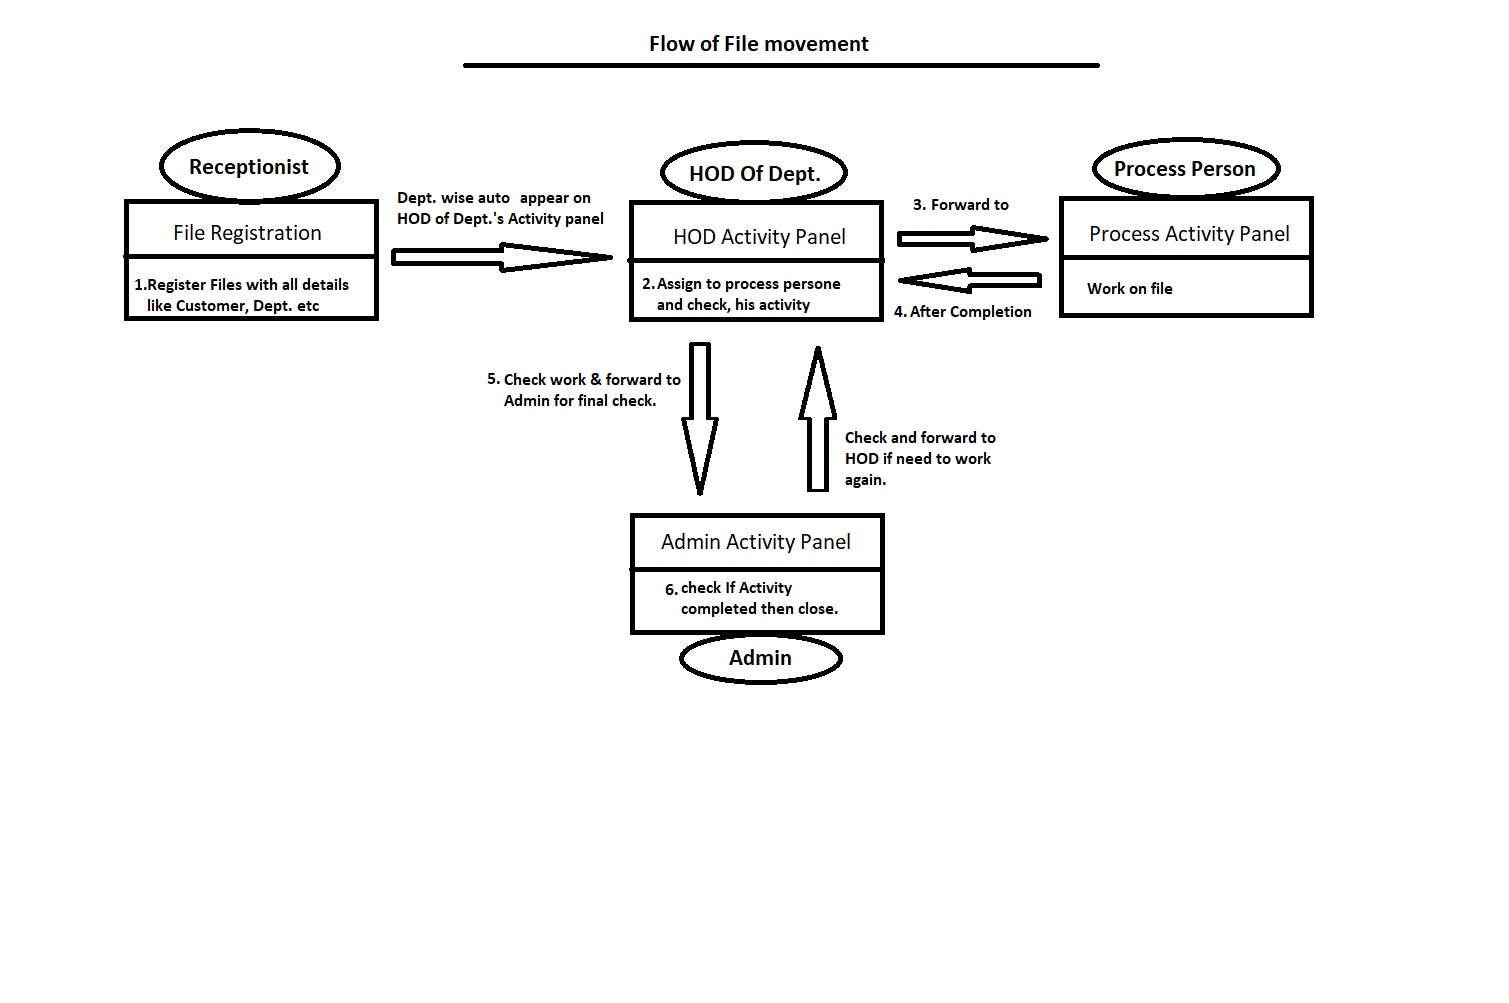 Flow of File movement
Receptionist
File Registration
1.Register Files with all details
like Customer, Dept. etc
Dept. wise auto appear on
HOD of Dept.'s Activity panel
HOD Of Dept.
HOD Activity Panel
2. Assign to process persone
and check, his activity
3. Forward to
4. After Completion
Process Person
Process Activity Panel
Work on file
5. Check work & forward to
Admin for final check.
Check and forward to
HOD if need to work
again.
Admin Activity Panel
6. check If Activity
completed then close.
Admin